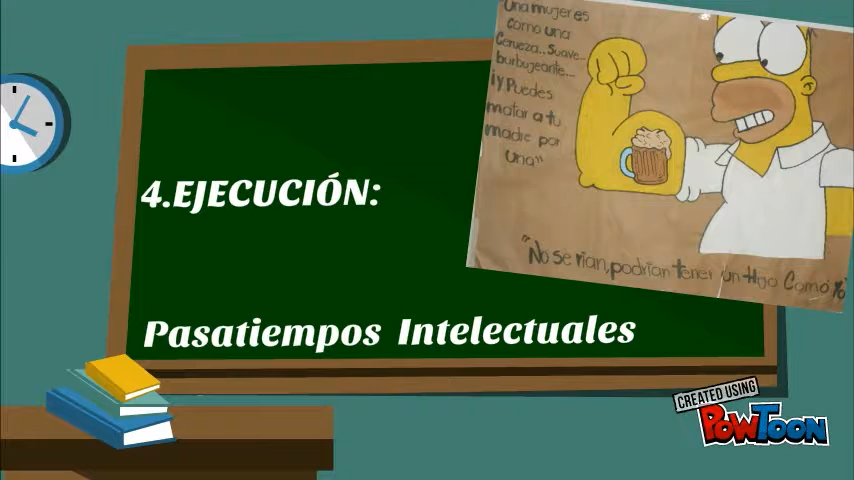 Una mujer es
como una
Cerveza.. Suave...
burbujeante...
¡y Puedes
matar a tu
madre por
una"
4.EJECUCIÓN:
"No se rian, podrian tener un Hijo Como Yo"
Pasatiempos Intelectuales
CREATED USING
POWTOON